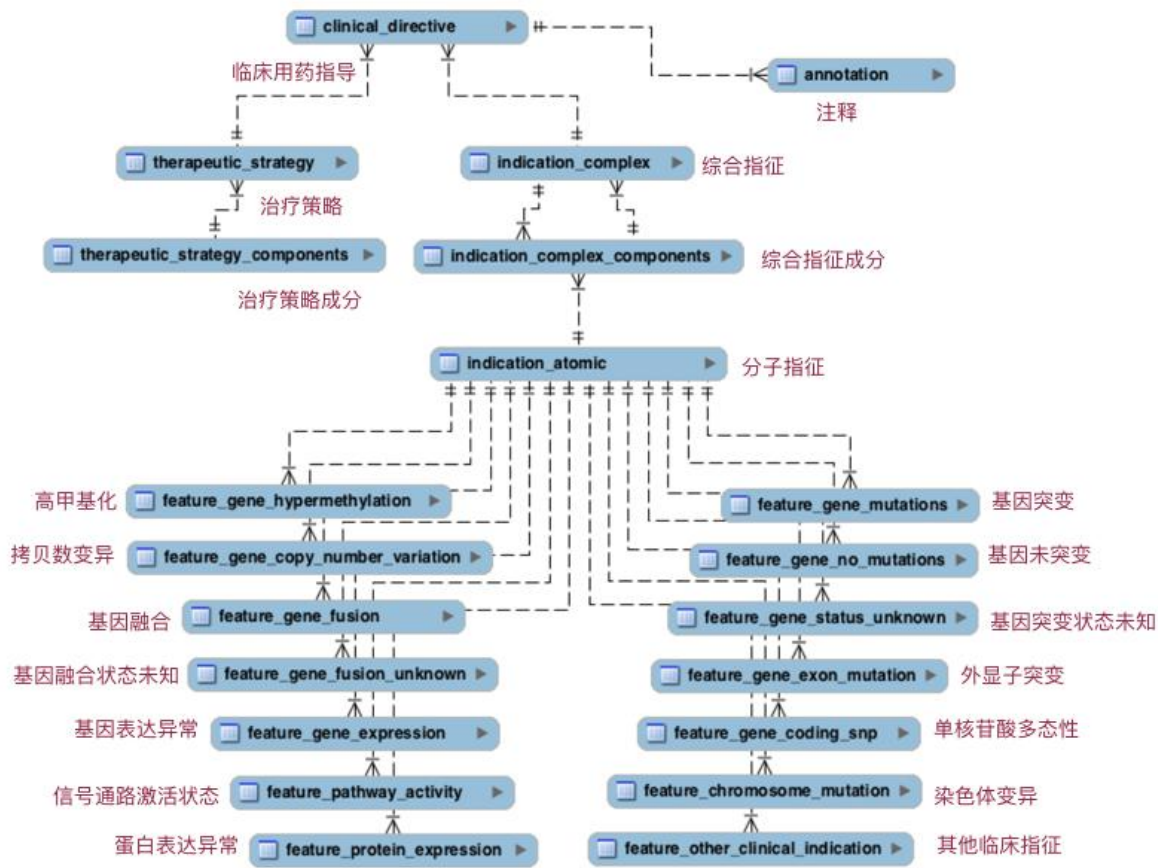 clinical_directive
临床用药指导
annotation
注释
therapeutic_strategy
indication_complex
综合指征
治疗策略
therapeutic_strategy_components
indication_complex_components
综合指征成分
治疗策略成分
indication_atomic
分子指征
高甲基化
feature_gene_hypermethylation
feature_gene_mutations
基因突变
拷贝数变异
feature_gene_copy_number_variation
feature_gene_no_mutations
基因未突变
基因融合
feature_gene_fusion
feature_gene_status_unknown
基因突变状态未知
基因融合状态未知
feature_gene_fusion_unknown
feature_gene_exon_mutation
外显子突变
基因表达异常
feature_gene_expression
feature_gene_coding_snp
单核苷酸多态性
信号通路激活状态
feature_pathway_activity
feature_chromosome_mutation
染色体变异
蛋白表达异常
feature_protein_expression
feature_other_clinical_indication
其他临床指征